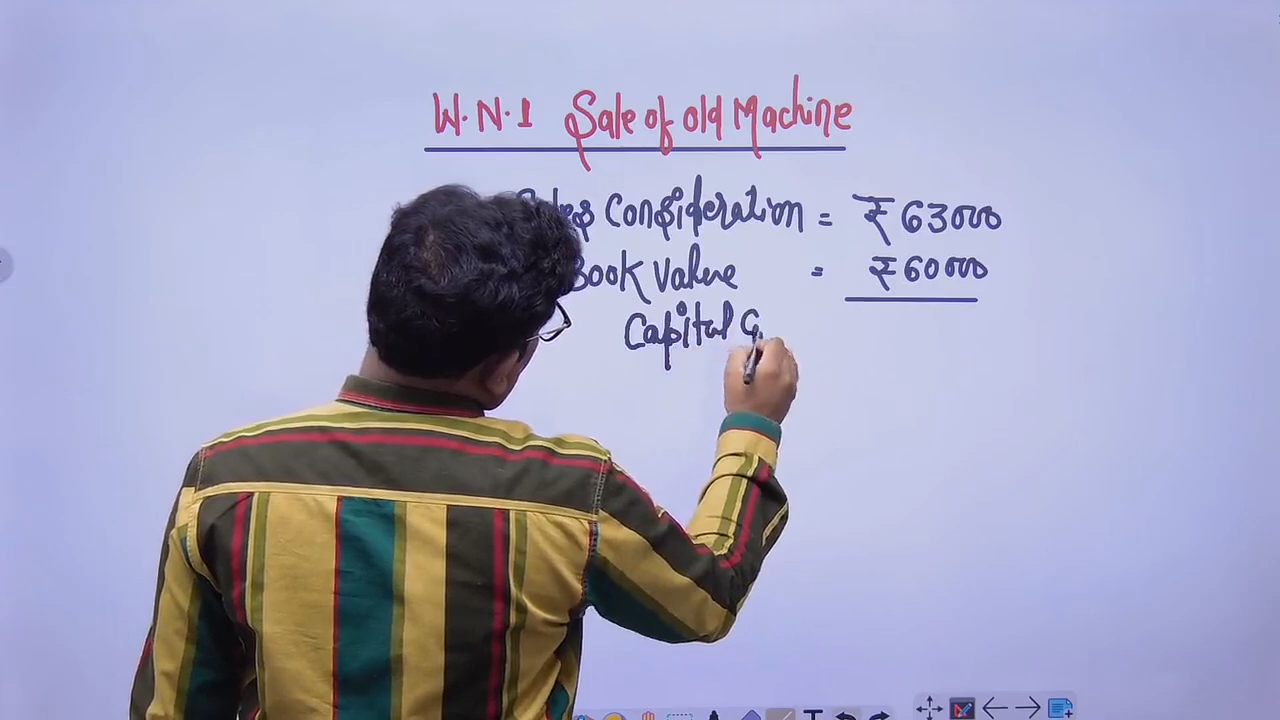 W.N.1 Sale of old Machine
Sales Consideration = ₹63000
Book Value = ₹60000
Capital G